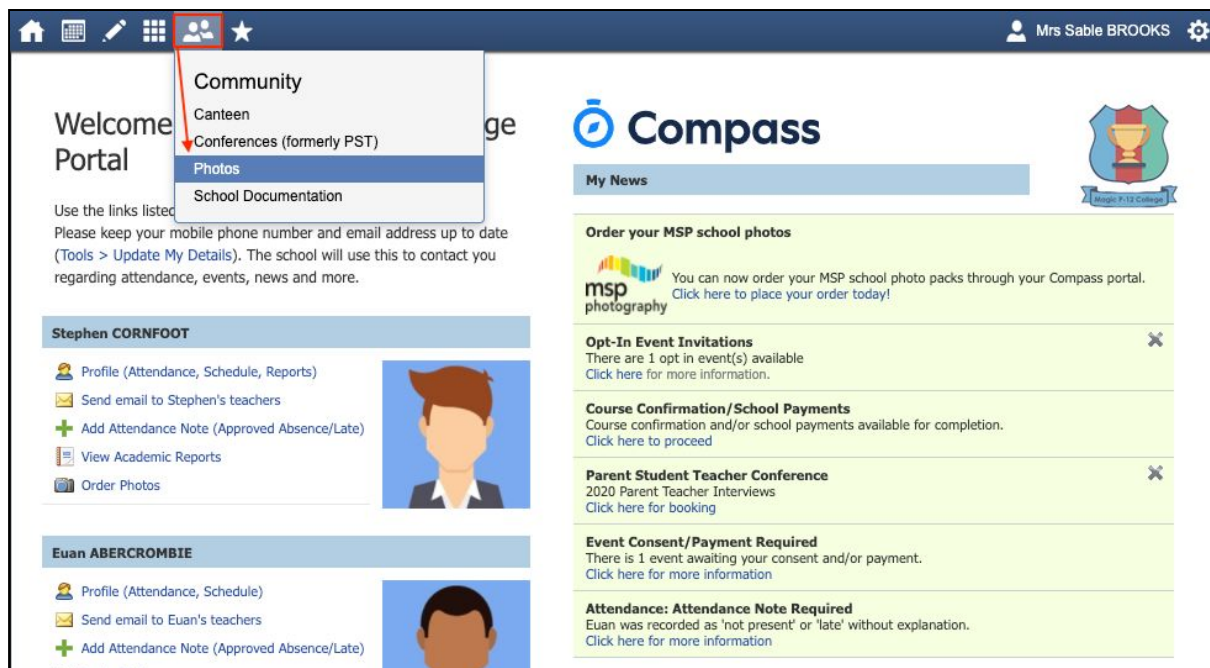 Mrs Sable BROOKS
Community
Canteen
Conferences (formerly PST)
Photos
School Documentation
Welcome
ge
Portal
Use the links listed
Please keep your mobile phone number and email address up to date
(Tools > Update My Details). The school will use this to contact you
regarding attendance, events, news and more.
Stephen CORNFOOT
Profile (Attendance, Schedule, Reports)
Send email to Stephen's teachers
Add Attendance Note (Approved Absence/Late)
View Academic Reports
Order Photos
Euan ABERCROMBIE
Profile (Attendance, Schedule)
Send email to Euan's teachers
Add Attendance Note (Approved Absence/Late)
Compass
Magic P-12 College
My News
Order your MSP school photos
msp
photography
You can now order your MSP school photo packs through your Compass portal.
Click here to place your order today!
Opt-In Event Invitations
There are 1 opt in event(s) available
Click here for more information.
Course Confirmation/School Payments
Course confirmation and/or school payments available for completion.
Click here to proceed
Parent Student Teacher Conference
2020 Parent Teacher Interviews
Click here for booking
Event Consent/Payment Required
There is 1 event awaiting your consent and/or payment.
Click here for more information
Attendance: Attendance Note Required
Euan was recorded as 'not present' or 'late' without explanation.
Click here for more information